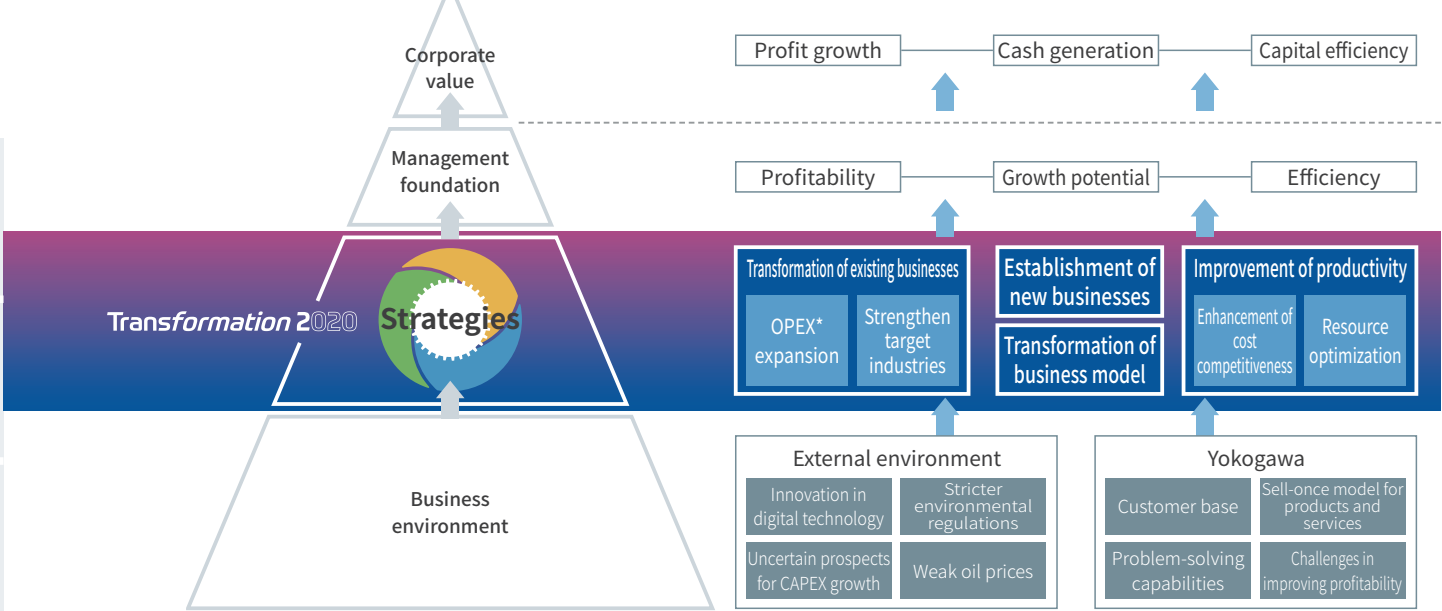 Corporate
value
Profit growth
Cash generation
Capital efficiency
Management
foundation
Profitability
Growth potential
Efficiency
Transformation 2020
Strategies
Transformation of existing businesses
OPEX*
expansion
Strengthen
target
industries
Establishment of
new businesses
Transformation of
business model
Improvement of productivity
Enhancement of
cost
competitiveness
Resource
optimization
Business
environment
External environment
Innovation in
digital technology
Stricter
environmental
regulations
Uncertain prospects
for CAPEX growth
Weak oil prices
Yokogawa
Customer base
Sell-once model for
products and
services
Problem-solving
capabilities
Challenges in
improving profitability